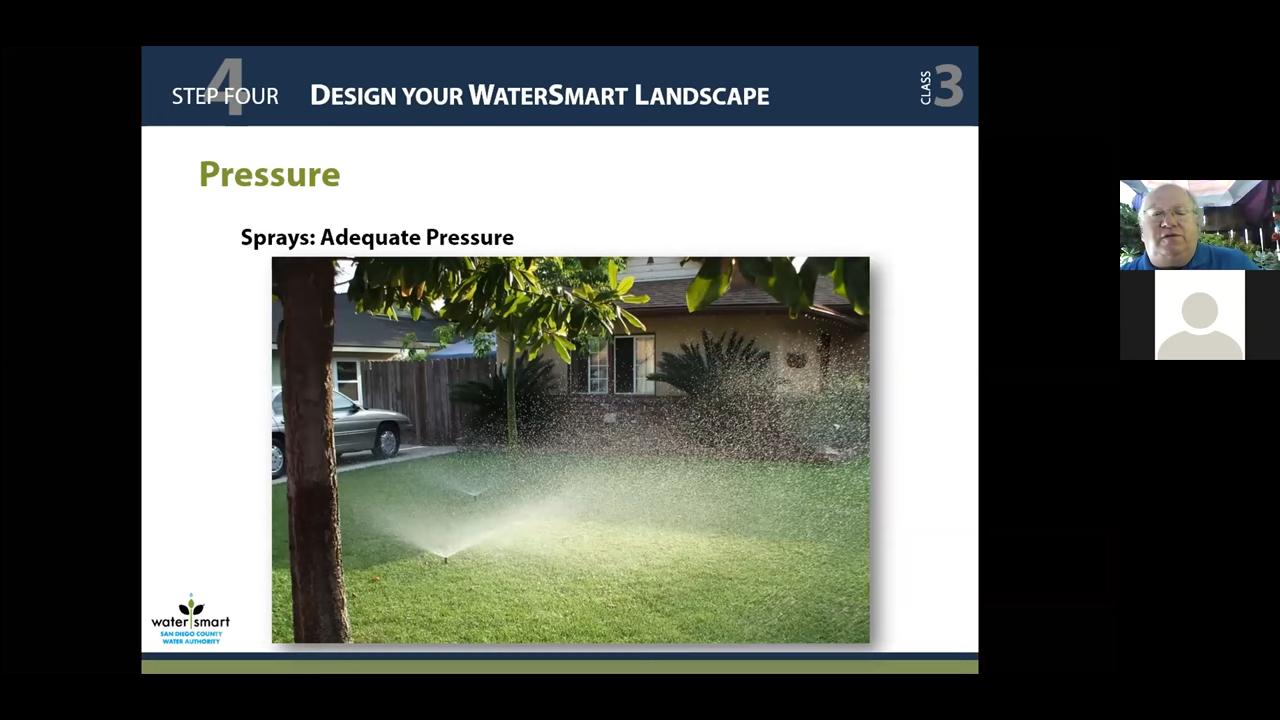 STEP FOUR
4
DESIGN YOUR WATERSMART LANDSCAPE
CLASS
3
Pressure
Sprays: Adequate Pressure
water smart
SAN DIEGO COUNTY
WATER AUTHORITY